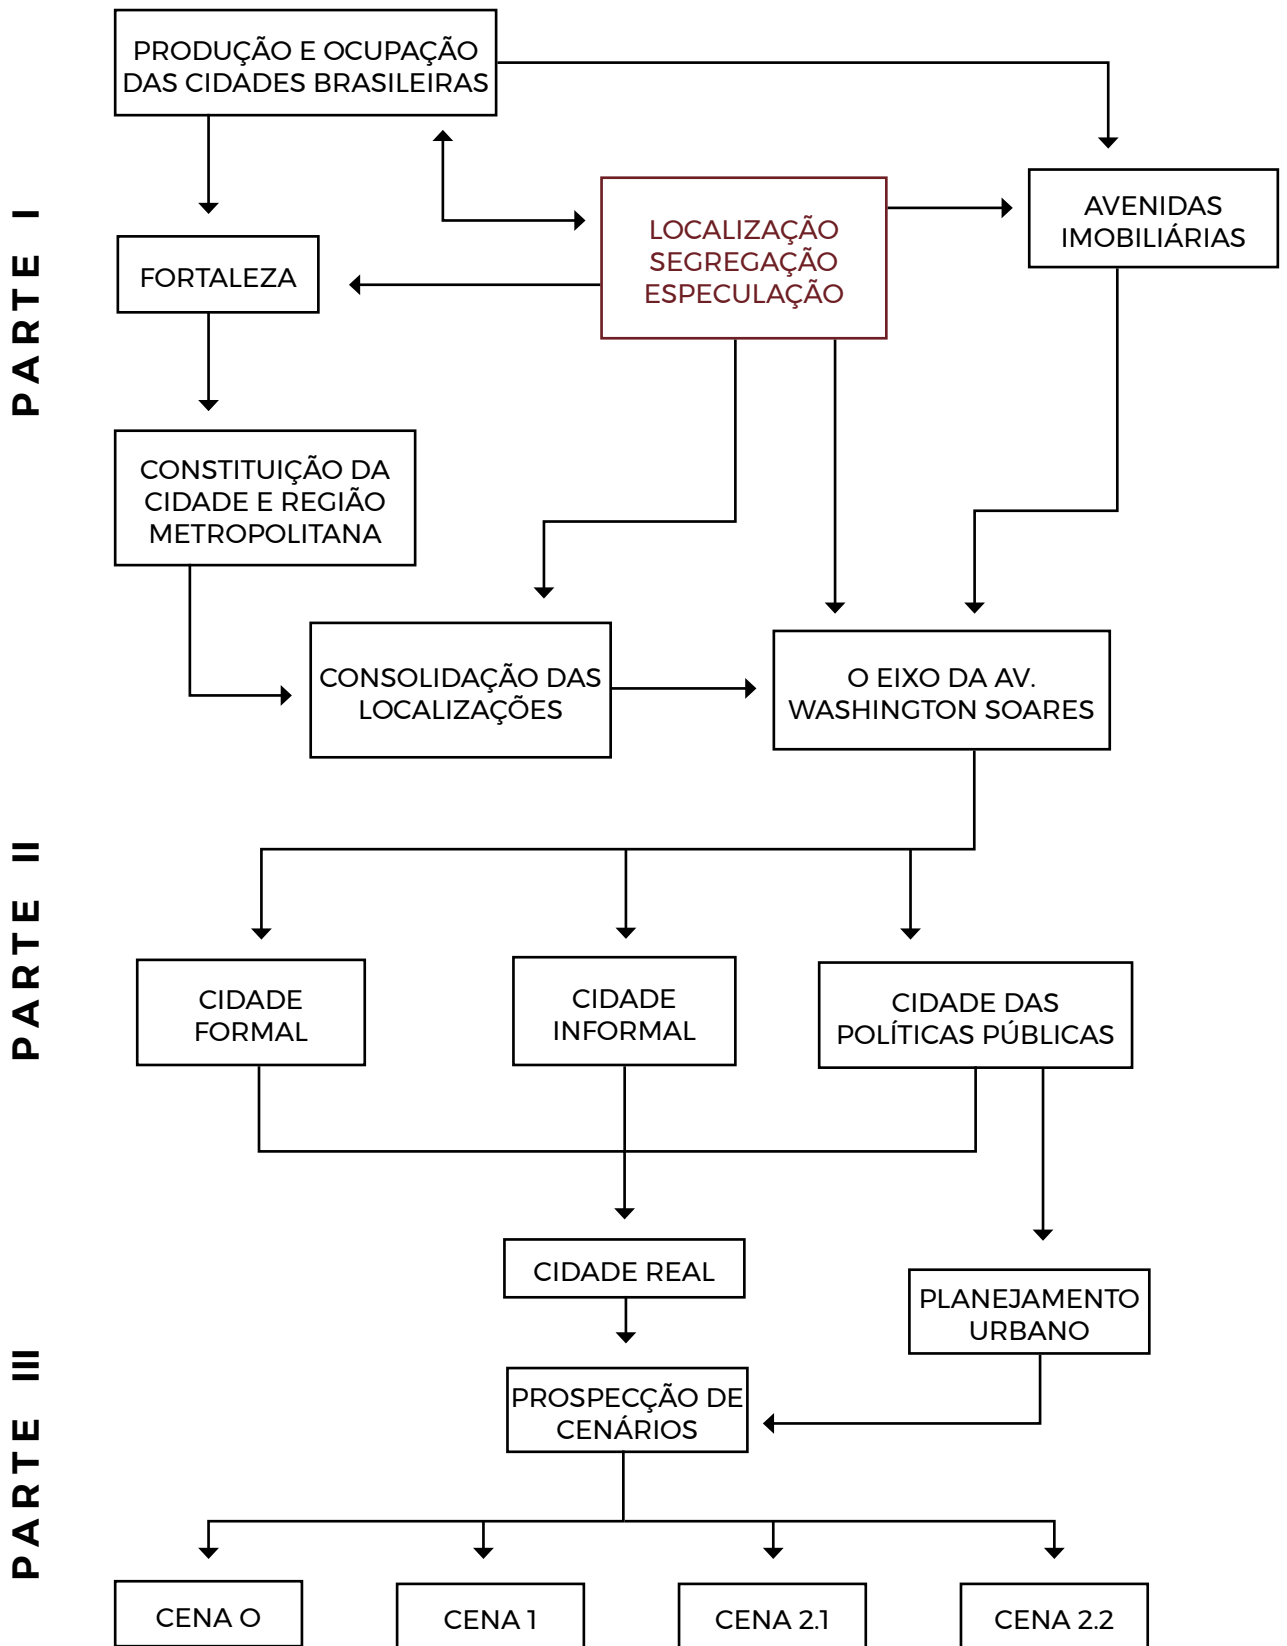 PARTE I
PRODUÇÃO E OCUPAÇÃO
DAS CIDADES BRASILEIRAS
LOCALIZAÇÃO
SEGREGAÇÃO
ESPECULAÇÃO
AVENIDAS
IMOBILIÁRIAS
FORTALEZA
CONSTITUIÇÃO DA
CIDADE E REGIÃO
METROPOLITANA
CONSOLIDAÇÃO DAS
LOCALIZAÇÕES
O EIXO DA AV.
WASHINGTON SOARES
PARTE II
CIDADE
FORMAL
CIDADE
INFORMAL
CIDADE DAS
POLÍTICAS PÚBLICAS
CIDADE REAL
PLANEJAMENTO
URBANO
PARTE III
PROSPECÇÃO DE
CENÁRIOS
CENA O
CENA 1
CENA 2.1
CENA 2.2